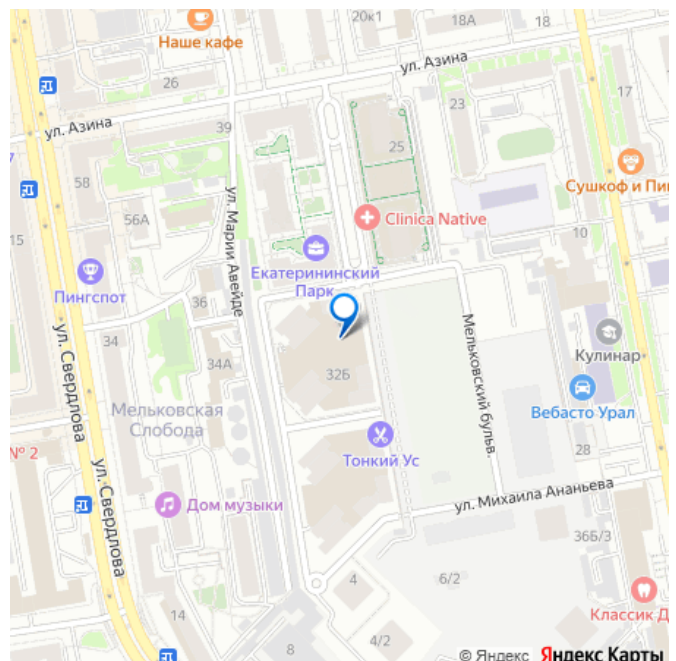 20к1
18А
18
Наше кафе
ул. Азина
26
23
17
ул. Азина
39
25
58
Сушкоф и Пи
ул. Марии Авейде
56А
Clinica Native
15
10
Екатерининский
Парк
Пингспот
36
ул. Свердлова
34
34А
32Б
Мельковский бульв.
Кулинар
Мельковская
Слобода
Вебасто Урал
№ 2
Тонкий Ус
28
ул. Свердлова
ул. Михаила Ананьева
Дом музыки
36Б/3
4
6/2
14
Классик Д
8
4/2
© Яндекс Яндекс Карты